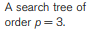 A search tree of
order p = 3.